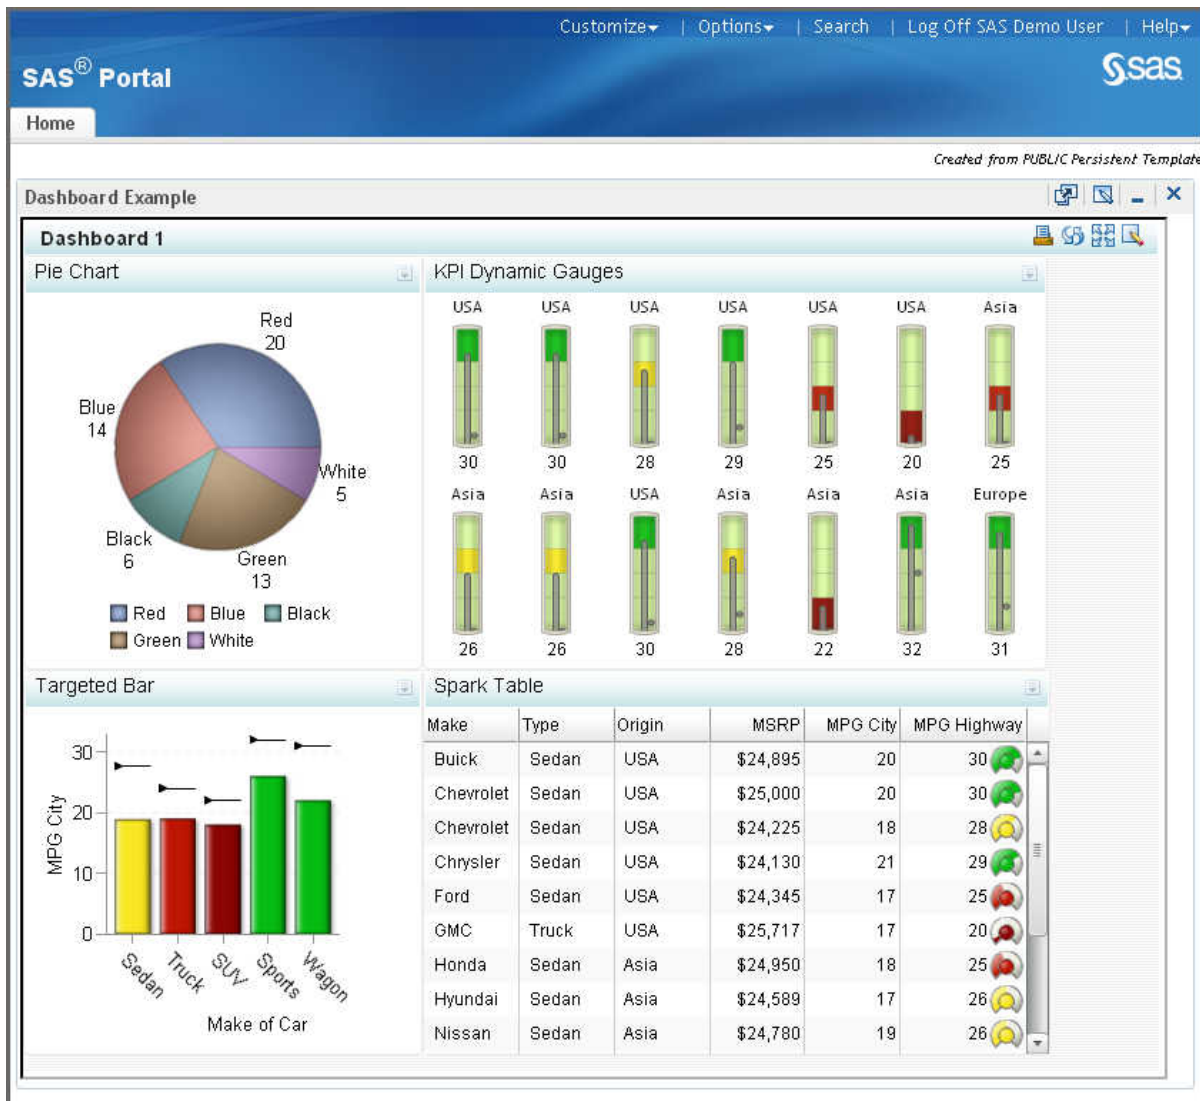 Customize | Options | Search | Log Off SAS Demo User | Help
SAS® Portal
sas
Home
Created from PUBLIC Persistent Template
Dashboard Example
Dashboard 1
Pie Chart
Red
20
Blue
14
White
5
Black
6
Green
13
Red Blue Black
Green White
KPI Dynamic Gauges
USA USA USA USA USA USA Asia
30 30 28 29 25 20 25
Asia Asia USA Asia Asia Asia Europe
26 26 30 28 22 32 31
Targeted Bar
30
20
10
0
MPG City
Sedan Truck SUV Sports Wagon
Make of Car
Spark Table
Make Type Origin MSRP MPG City MPG Highway
Buick Sedan USA $24,895 20 30
Chevrolet Sedan USA $25,000 20 30
Chevrolet Sedan USA $24,225 18 28
Chrysler Sedan USA $24,130 21 29
Ford Sedan USA $24,345 17 25
GMC Truck USA $25,717 17 20
Honda Sedan Asia $24,950 18 25
Hyundai Sedan Asia $24,589 17 26
Nissan Sedan Asia $24,780 19 26